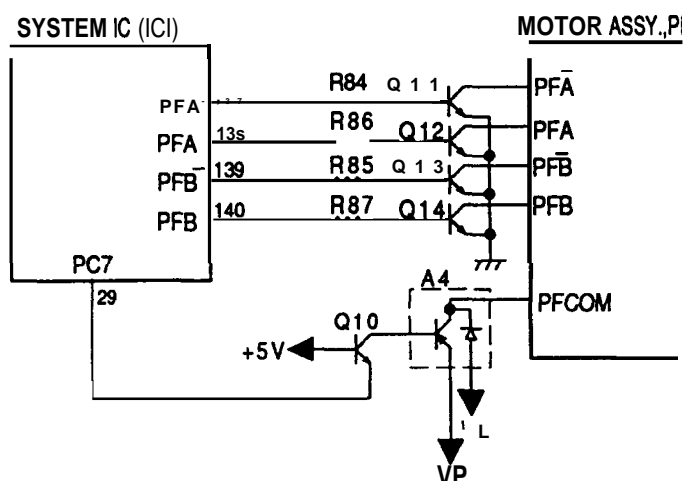 SYSTEM IC (ICI)
MOTOR ASSY.,P
R84 Q 1 1 PFA̅
PFA
R86
PFA 13s Q12 PFA
PFB̅ 139 R85 Q 1 3 PFB̅
PFB 140 R87 Q14 PFB
PC7
29
A4
PFCOM
Q10
+5V
L
VP